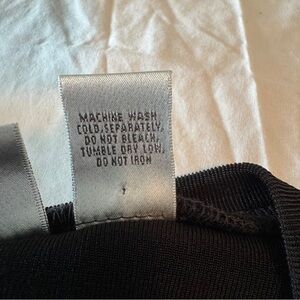 MACHINE WASH
COLD,SEPARATELY,
DO NOT BLEACH,
TUMBLE DRY LOW,
DO NOT IRON